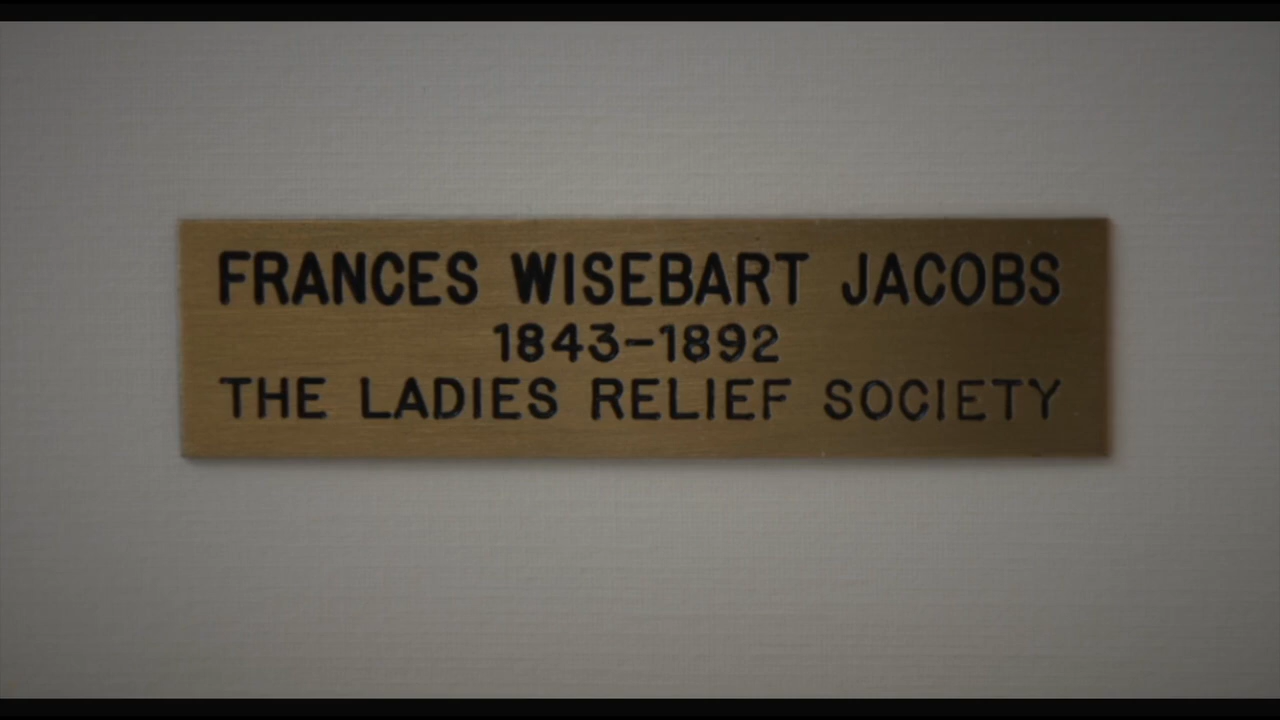 FRANCES WISEBART JACOBS
1843-1892
THE LADIES RELIEF SOCIETY